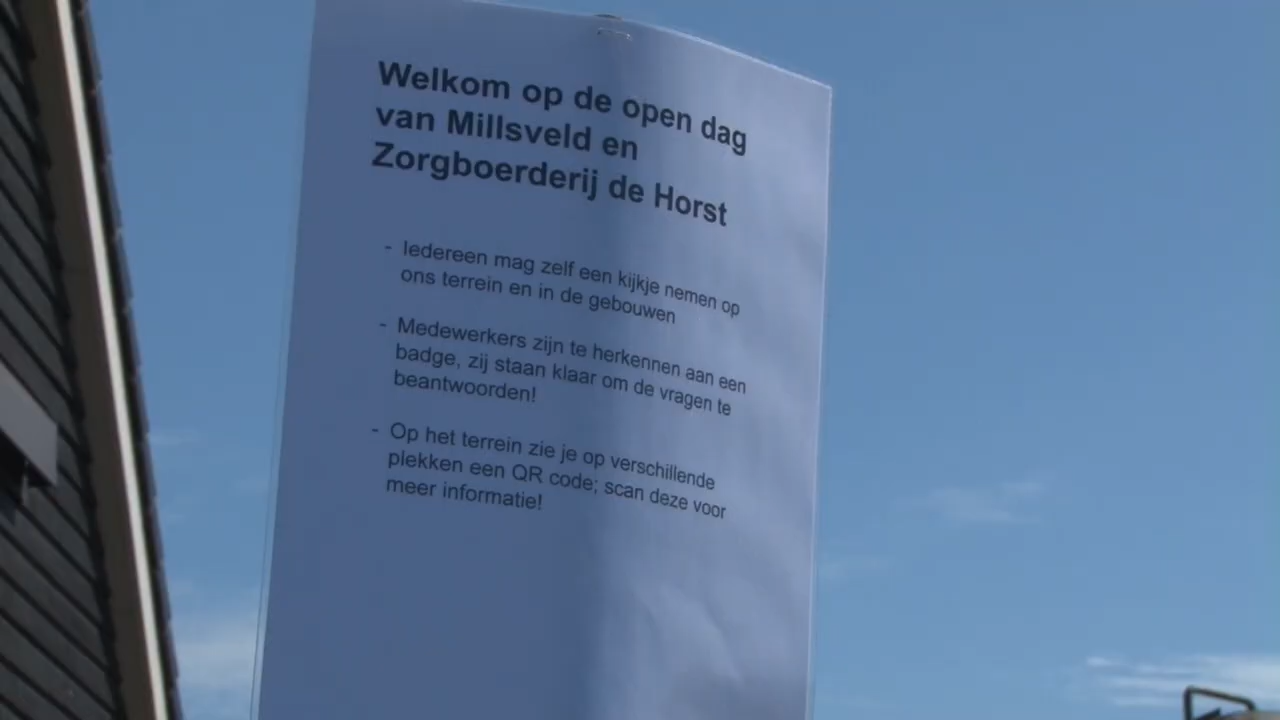 Welkom op de open dag
van Millsveld en
Zorgboerderij de Horst
- Iedereen mag zelf een kijkje nemen op
ons terrein en in de gebouwen
- Medewerkers zijn te herkennen aan een
badge, zij staan klaar om de vragen te
beantwoorden!
- Op het terrein zie je op verschillende
plekken een QR code; scan deze voor
meer informatie!